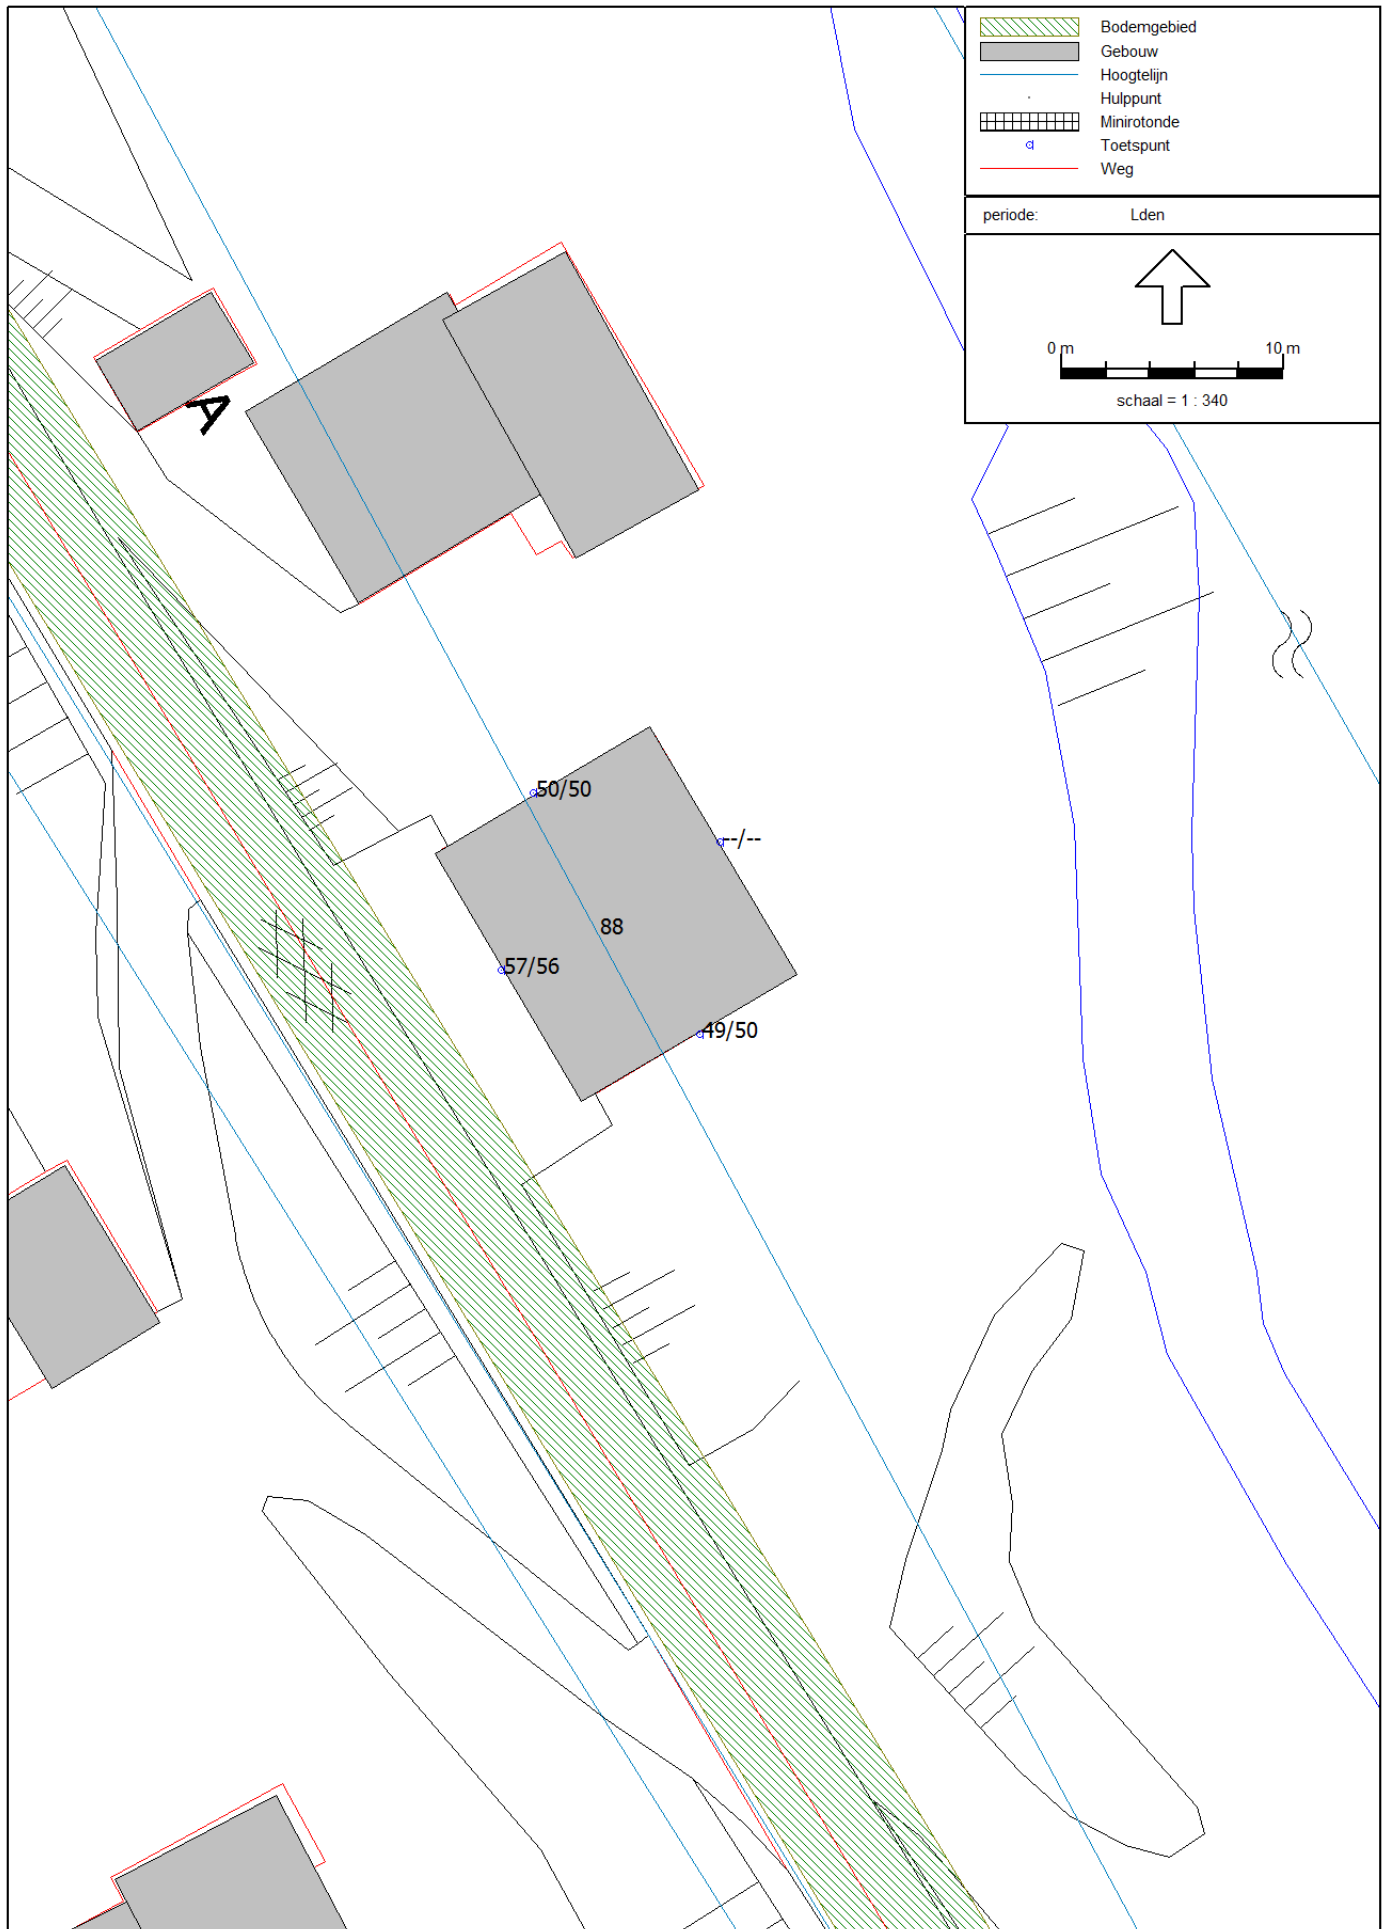 Bodemgebied
Gebouw
Hoogtelijn
Hulppunt
Minirotonde
Toetspunt
Weg
periode: Lden
0 m 10 m
schaal = 1 : 340
A
50/50
--/--
88
57/56
49/50